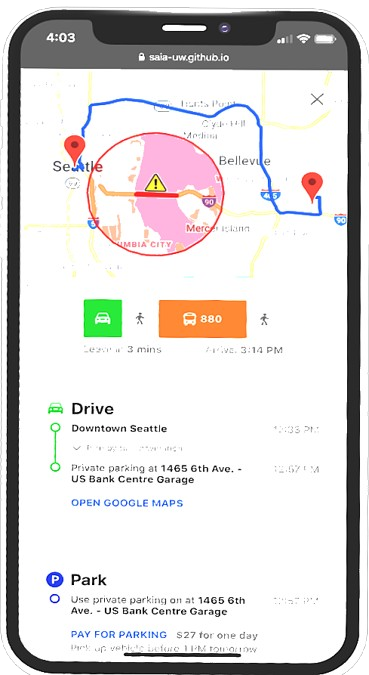 4:03
saia-uw.github.io
Clyde Hill
Medina
Seattle
Bellevue
405
90
5
90
Mercer Island
UMBIA CITY
880
Leave in 3 mins
Arrive: 3:14 PM
Drive
Downtown Seattle
12:33 PM
Private parking at 1465 6th Ave. -
US Bank Centre Garage
12:57 PM
OPEN GOOGLE MAPS
P
Park
Use private parking on at 1465 6th
Ave. - US Bank Centre Garage
12:57 PM
PAY FOR PARKING $27 for one day
Pick up vehicle before 1 PM tomorrow